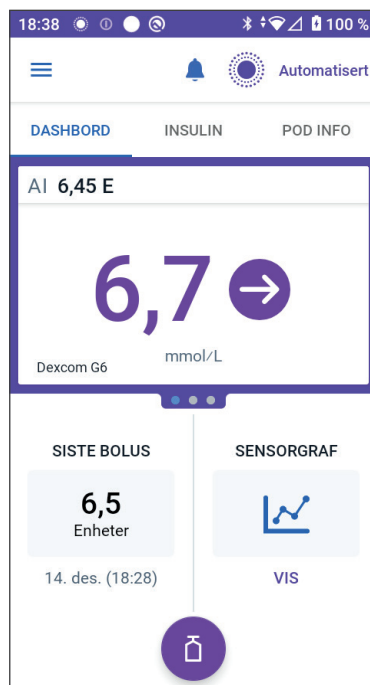 18:38 100 %
Automatisert
DASHBORD INSULIN POD INFO
AI 6,45 E
6,7
mmol/L
Dexcom G6
SISTE BOLUS SENSORGRAF
6,5
Enheter
14. des. (18:28) VIS